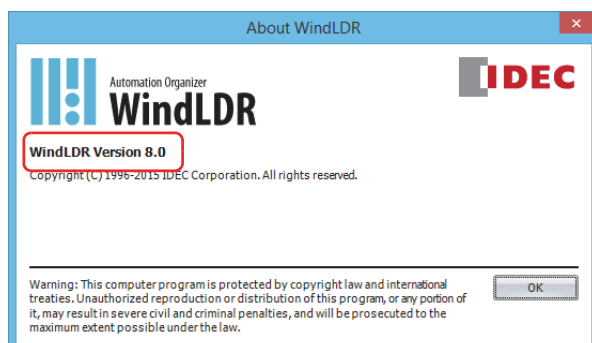 About WindLDR
×
Automation Organizer
WindLDR
IDEC
WindLDR Version 8.0
Copyright (C) 1996-2015 IDEC Corporation. All rights reserved.
Warning: This computer program is protected by copyright law and international
treaties. Unauthorized reproduction or distribution of this program, or any portion of
it, may result in severe civil and criminal penalties, and will be prosecuted to the
maximum extent possible under the law.
OK